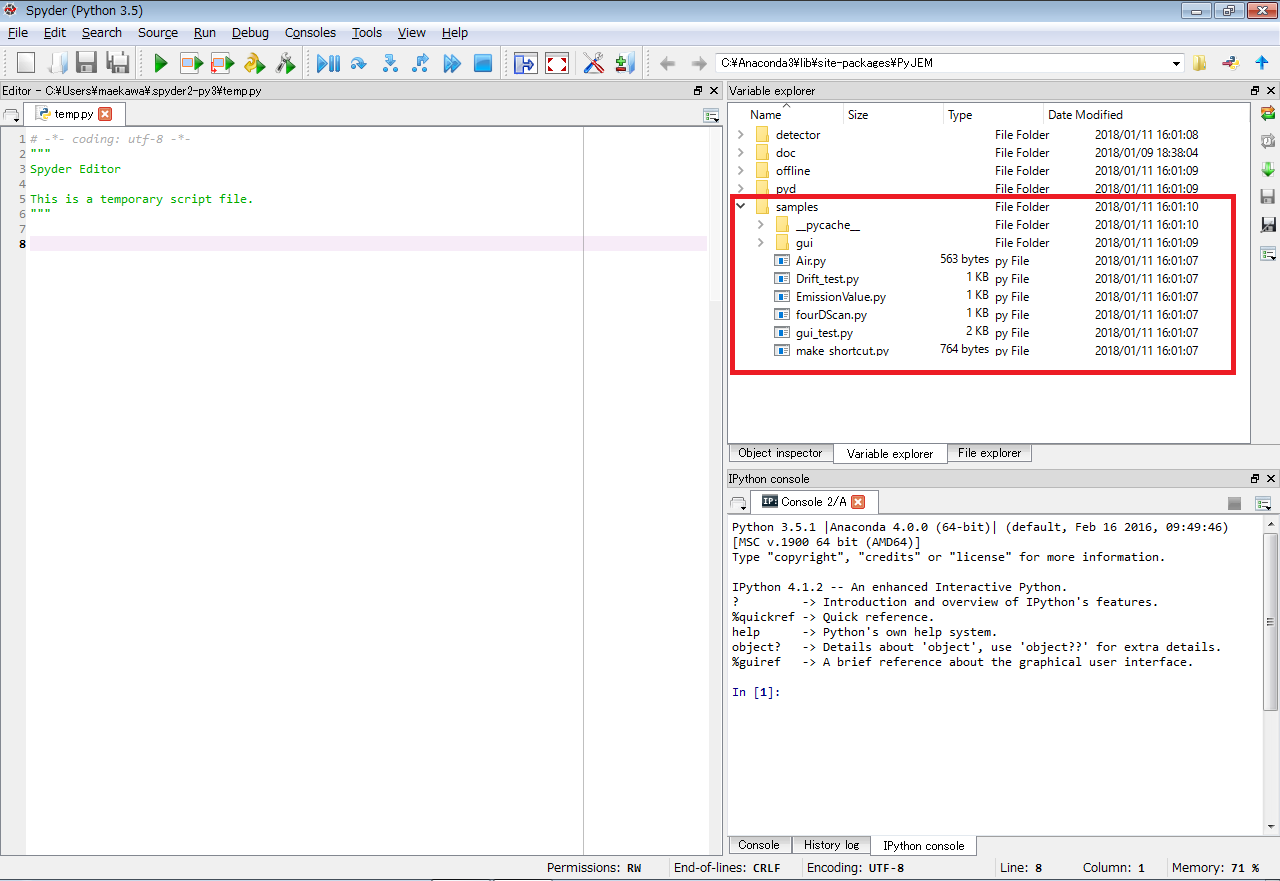 Spyder (Python 3.5)
File Edit Search Source Run Debug Consoles Tools View Help
C:¥Anaconda3¥lib¥site-packages¥PyJEM
Editor - C:¥Users¥maekawa¥.spyder2-py3¥temp.py
temp.py
1 # -*- coding: utf-8 -*-
2 """
3 Spyder Editor
4
5 This is a temporary script file.
6 """
7
8
Variable explorer
Name Size Type Date Modified
detector File Folder 2018/01/11 16:01:08
doc File Folder 2018/01/09 18:38:04
offline File Folder 2018/01/11 16:01:09
pyd File Folder 2018/01/11 16:01:09
samples File Folder 2018/01/11 16:01:10
__pycache__ File Folder 2018/01/11 16:01:10
gui File Folder 2018/01/11 16:01:09
Air.py 563 bytes py File 2018/01/11 16:01:07
Drift_test.py 1 KB py File 2018/01/11 16:01:07
EmissionValue.py 1 KB py File 2018/01/11 16:01:07
fourDScan.py 1 KB py File 2018/01/11 16:01:07
gui_test.py 2 KB py File 2018/01/11 16:01:07
make_shortcut.py 764 bytes py File 2018/01/11 16:01:07
Object inspector Variable explorer File explorer
IPython console
IP: Console 2/A
Python 3.5.1 |Anaconda 4.0.0 (64-bit)| (default, Feb 16 2016, 09:49:46)
[MSC v.1900 64 bit (AMD64)]
Type "copyright", "credits" or "license" for more information.
IPython 4.1.2 -- An enhanced Interactive Python.
? -> Introduction and overview of IPython's features.
%quickref -> Quick reference.
help -> Python's own help system.
object? -> Details about 'object', use 'object??' for extra details.
%guiref -> A brief reference about the graphical user interface.
In [1]:
Console History log IPython console
Permissions: RW End-of-lines: CRLF Encoding: UTF-8 Line: 8 Column: 1 Memory: 71 %